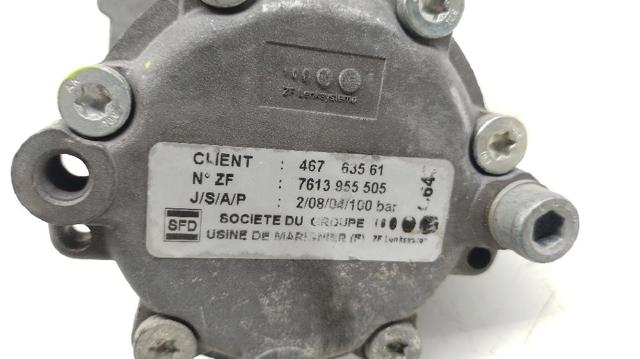 ZF Lenksysteme
CLIENT : 467 635 61
N° ZF : 7613 955 505
J/S/A/P : 2/08/04/100 bar
SFD SOCIETE DU GROUPE
USINE DE MARIGNIER (F) ZF Lenksysteme